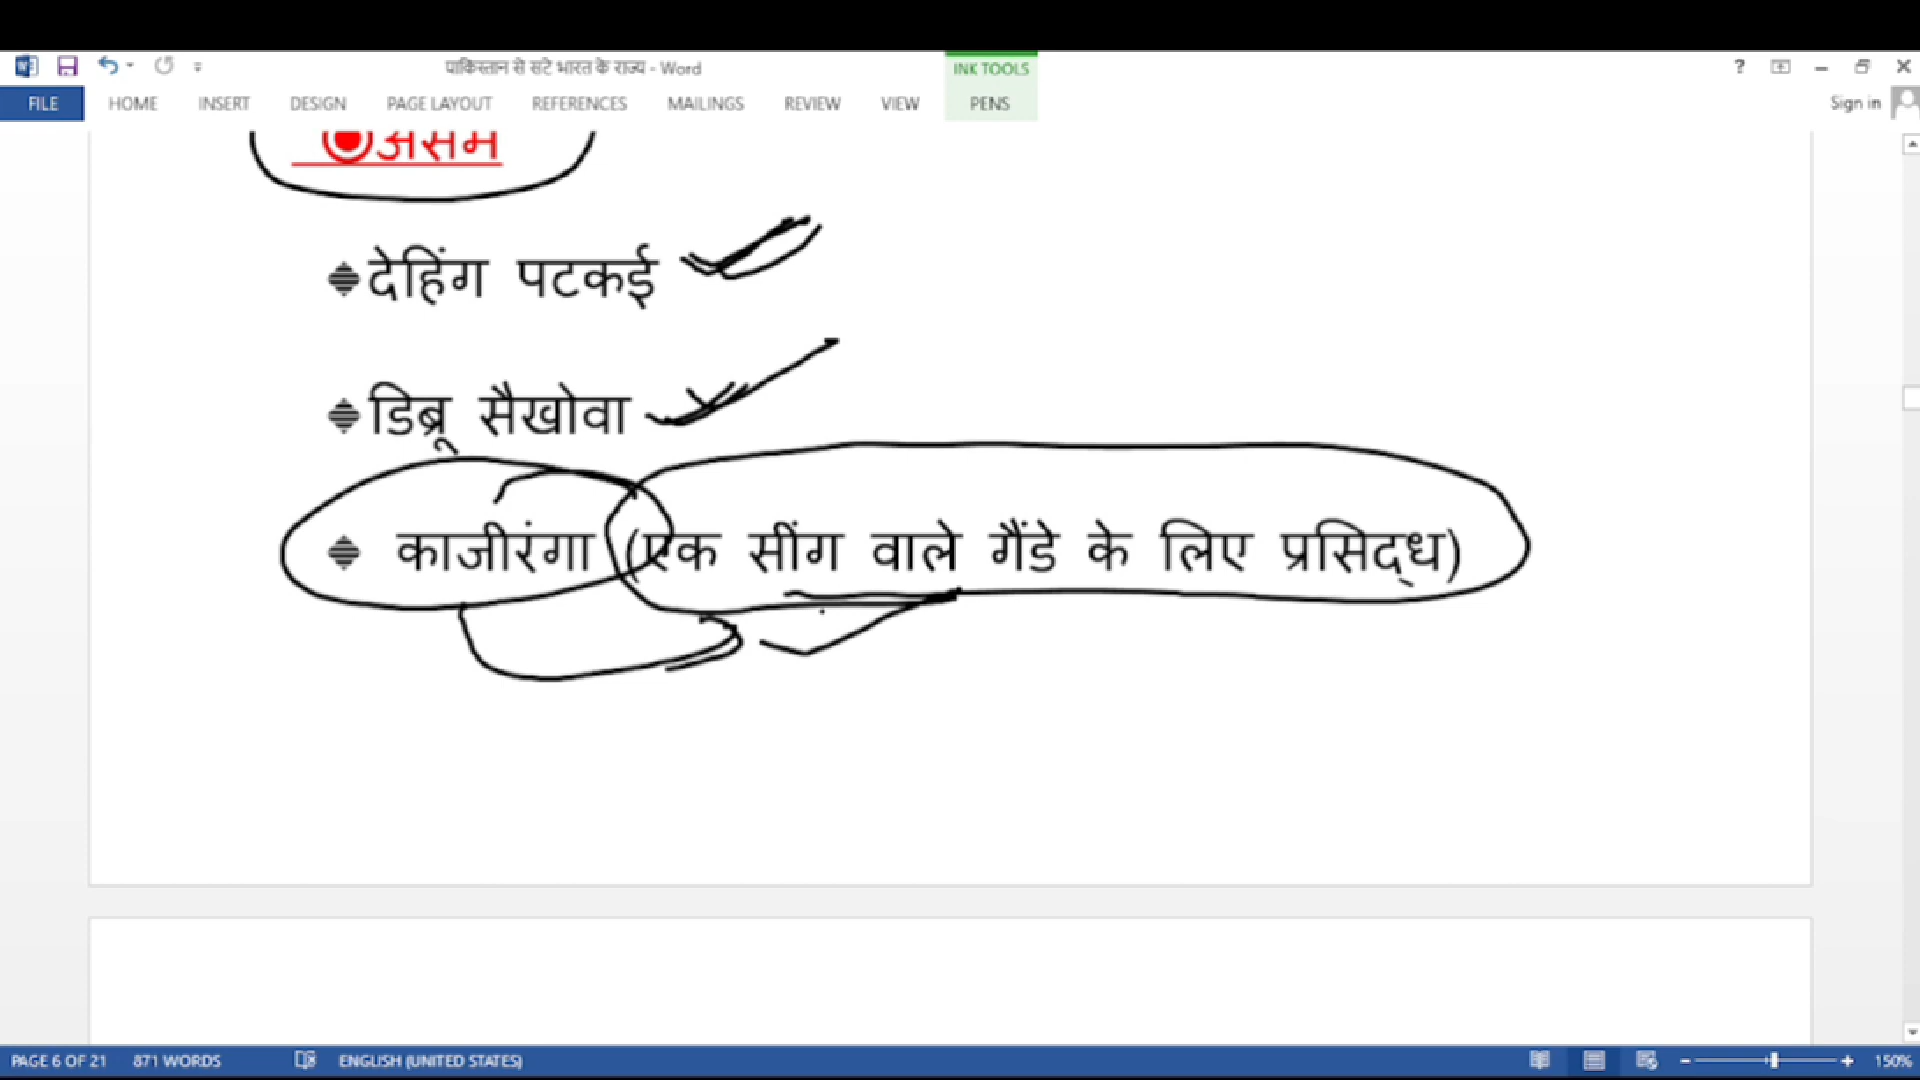 पाकिस्तान से सटे भारत के राज्य - Word
INK TOOLS
?
FILE
HOME
INSERT
DESIGN
PAGE LAYOUT
REFERENCES
MAILINGS
REVIEW
VIEW
PENS
Sign in
असम
देहिंग पटकई
डिब्रू सैखोवा
काजीरंगा (एक सींग वाले गैंडे के लिए प्रसिद्ध)
PAGE 6 OF 21
871 WORDS
ENGLISH (UNITED STATES)
150%